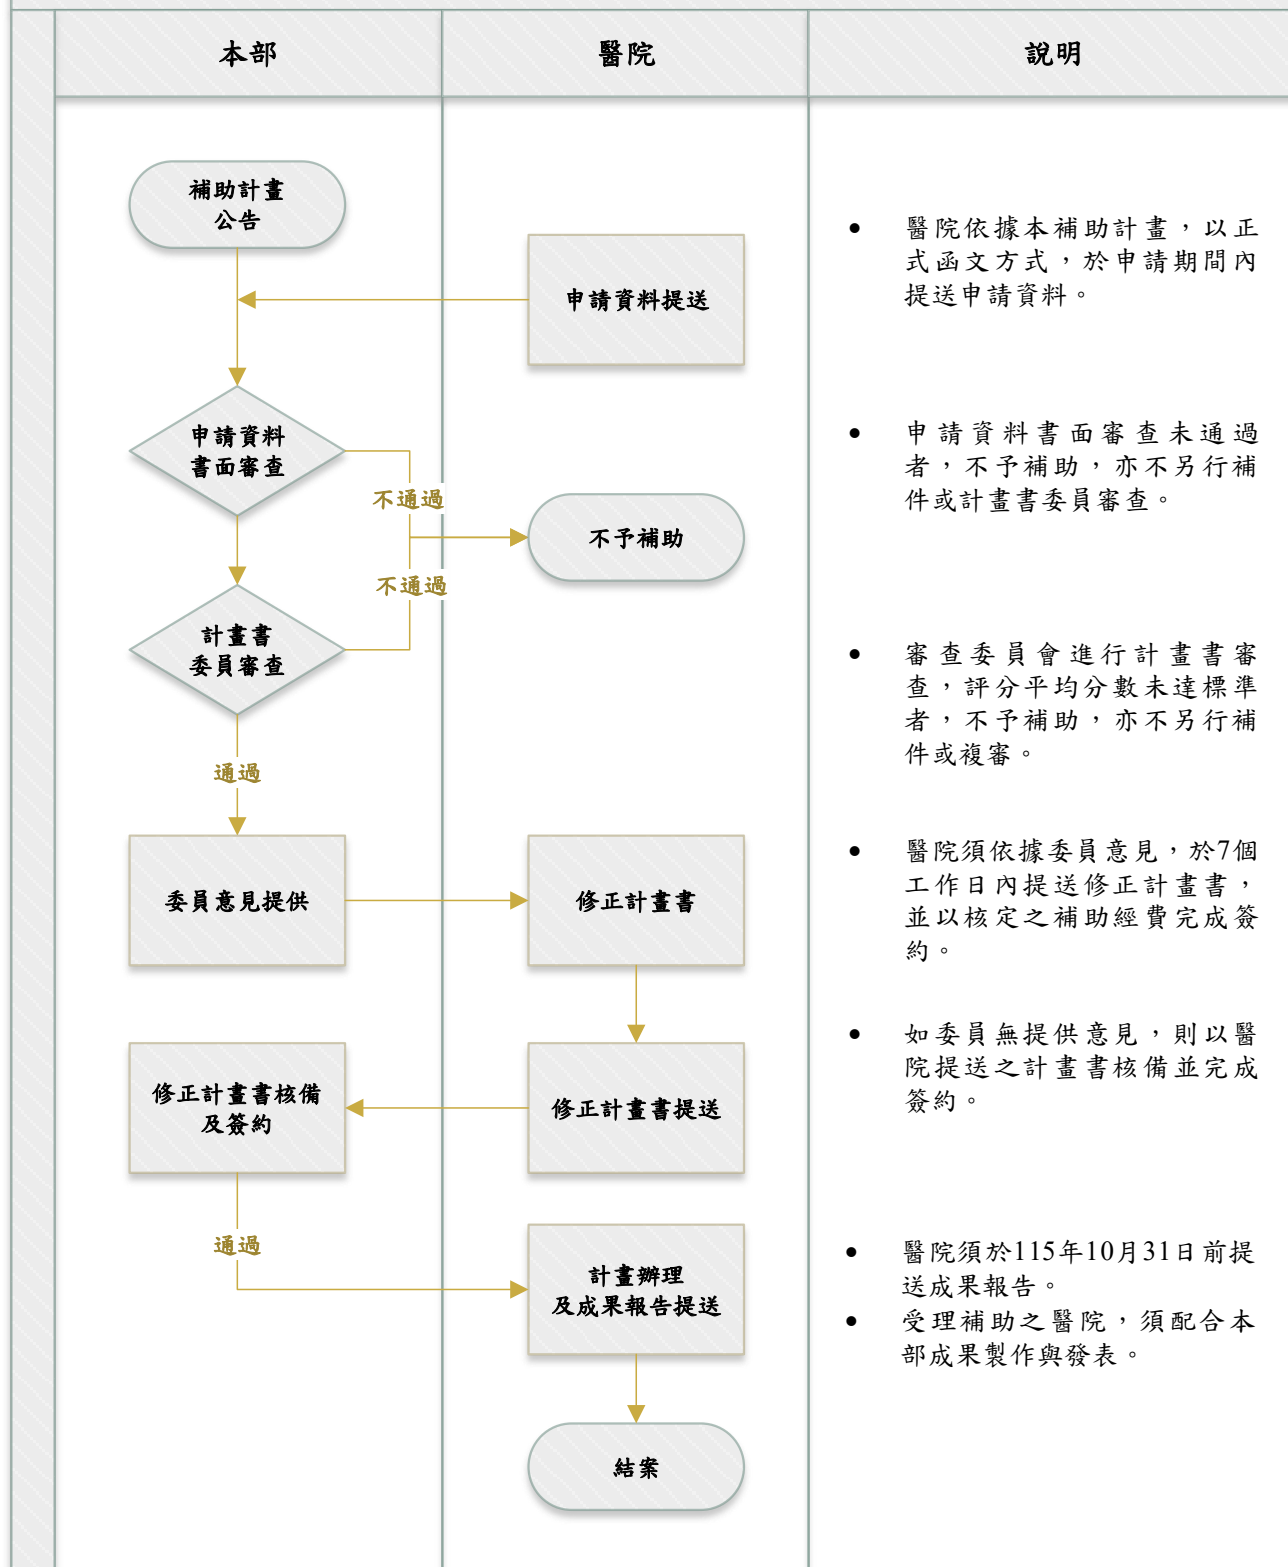 本部
醫院
說明
補助計畫
公告
申請資料提送
醫院依據本補助計畫，以正
式函文方式，於申請期間內
提送申請資料。
申請資料
書面審查
不通過
不予補助
申請資料書面審查未通過
者，不予補助，亦不另行補
件或計畫書委員審查。
不通過
計畫書
委員審查
審查委員會進行計畫書審
查，評分平均分數未達標準
者，不予補助，亦不另行補
件或複審。
通過
委員意見提供
修正計畫書
醫院須依據委員意見，於7個
工作日內提送修正計畫書，
並以核定之補助經費完成簽
約。
修正計畫書核備
及簽約
修正計畫書提送
如委員無提供意見，則以醫
院提送之計畫書核備並完成
簽約。
通過
計畫辦理
及成果報告提送
醫院須於115年10月31日前提
送成果報告。
受理補助之醫院，須配合本
部成果製作與發表。
結案